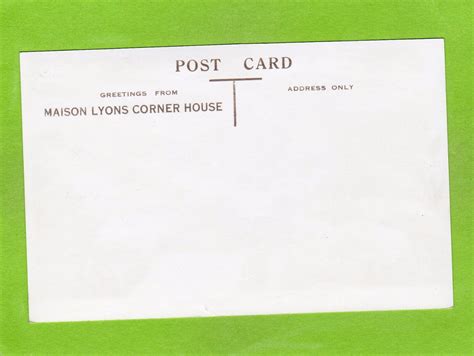 POST CARD
GREETINGS FROM
MAISON LYONS CORNER HOUSE
ADDRESS ONLY